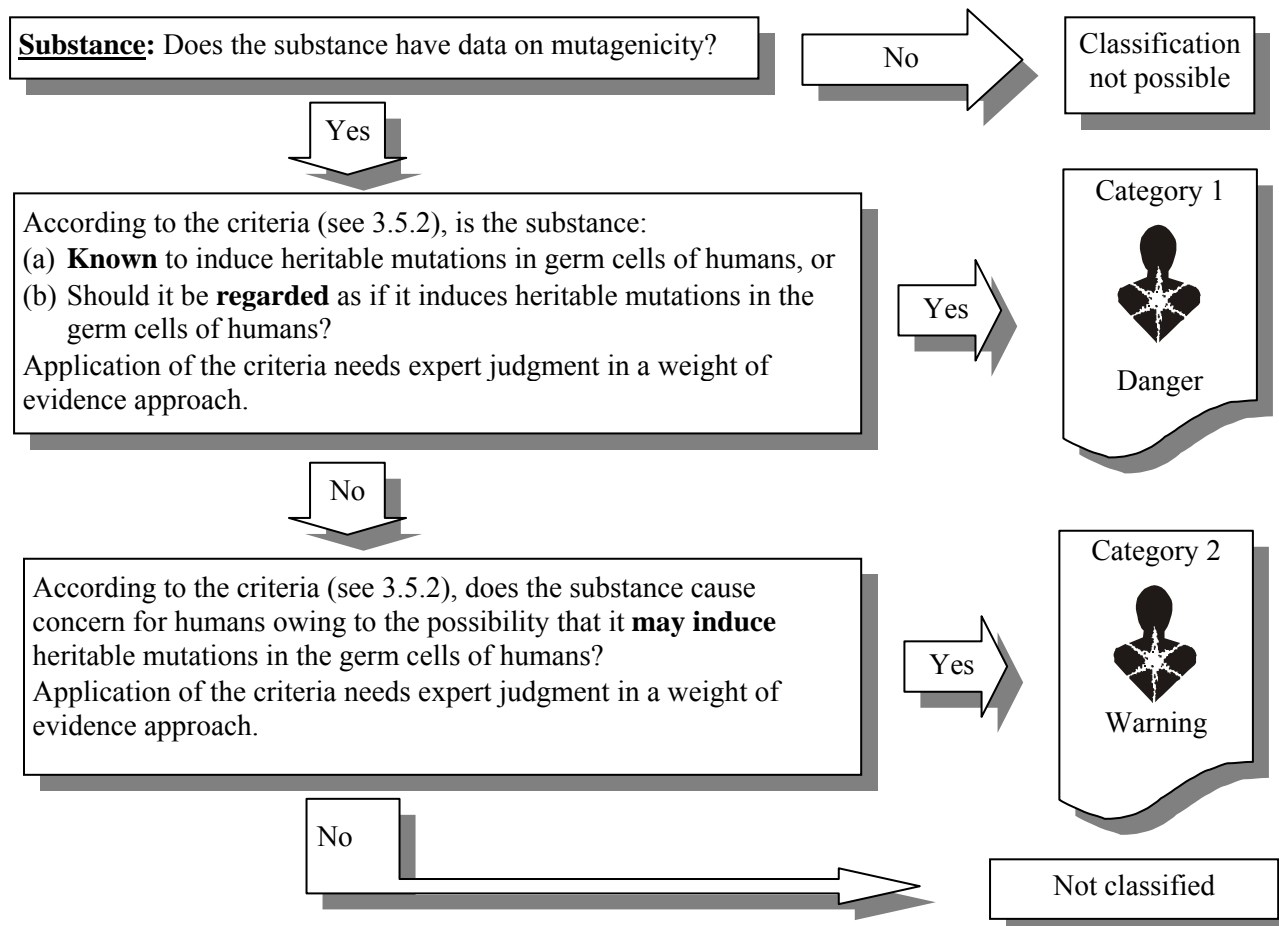 Substance: Does the substance have data on mutagenicity?
No
Classification
not possible
Yes
According to the criteria (see 3.5.2), is the substance:
(a) Known to induce heritable mutations in germ cells of humans, or
(b) Should it be regarded as if it induces heritable mutations in the
germ cells of humans?
Application of the criteria needs expert judgment in a weight of
evidence approach.
Yes
Category 1
Danger
No
According to the criteria (see 3.5.2), does the substance cause
concern for humans owing to the possibility that it may induce
heritable mutations in the germ cells of humans?
Application of the criteria needs expert judgment in a weight of
evidence approach.
Yes
Category 2
Warning
No
Not classified